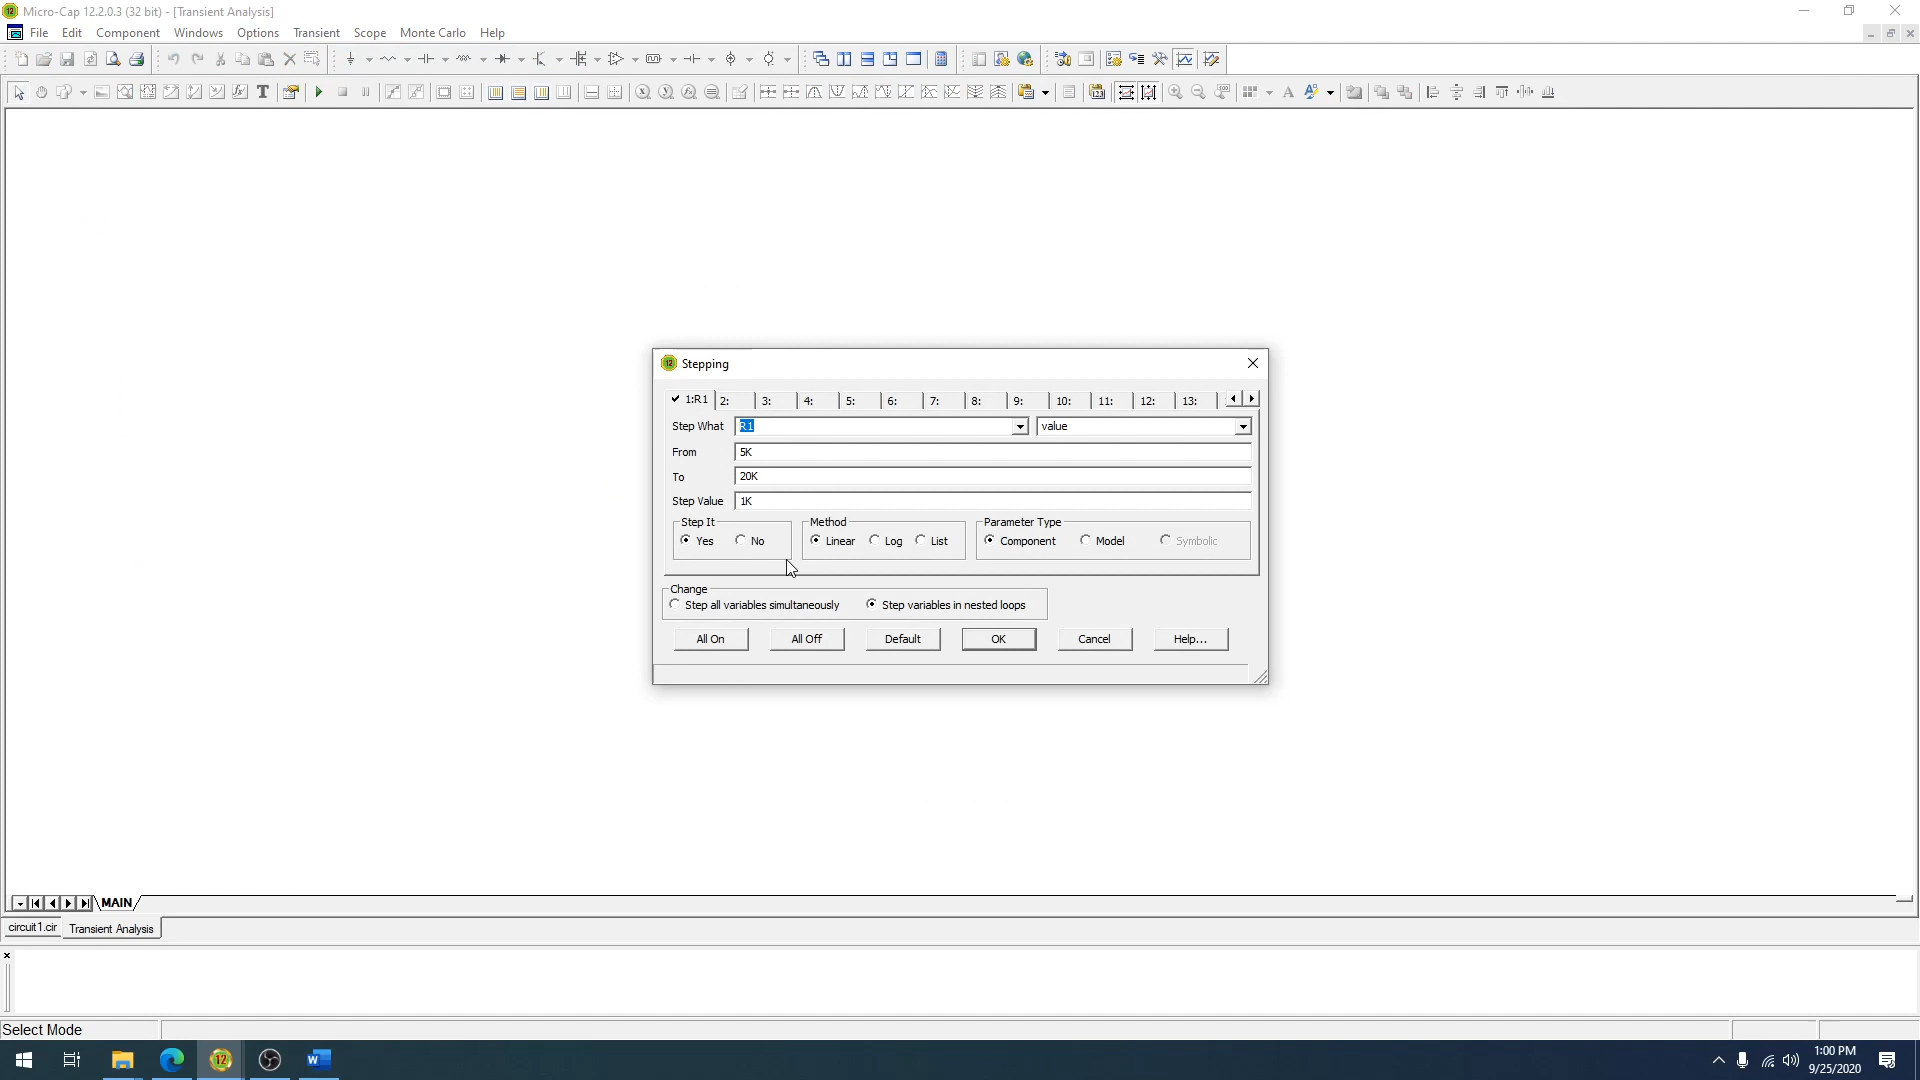 Micro-Cap 12.2.0.3 (32 bit) - [Transient Analysis]
File Edit Component Windows Options Transient Scope Monte Carlo Help
Stepping
1:R1 2: 3: 4: 5: 6: 7: 8: 9: 10: 11: 12: 13:
Step What R1 value
From 5K
To 20K
Step Value 1K
Step It Method Parameter Type
Yes No Linear Log List Component Model Symbolic
Change
Step all variables simultaneously Step variables in nested loops
All On All Off Default OK Cancel Help...
MAIN
circuit1.cir Transient Analysis
Select Mode
1:00 PM
9/25/2020